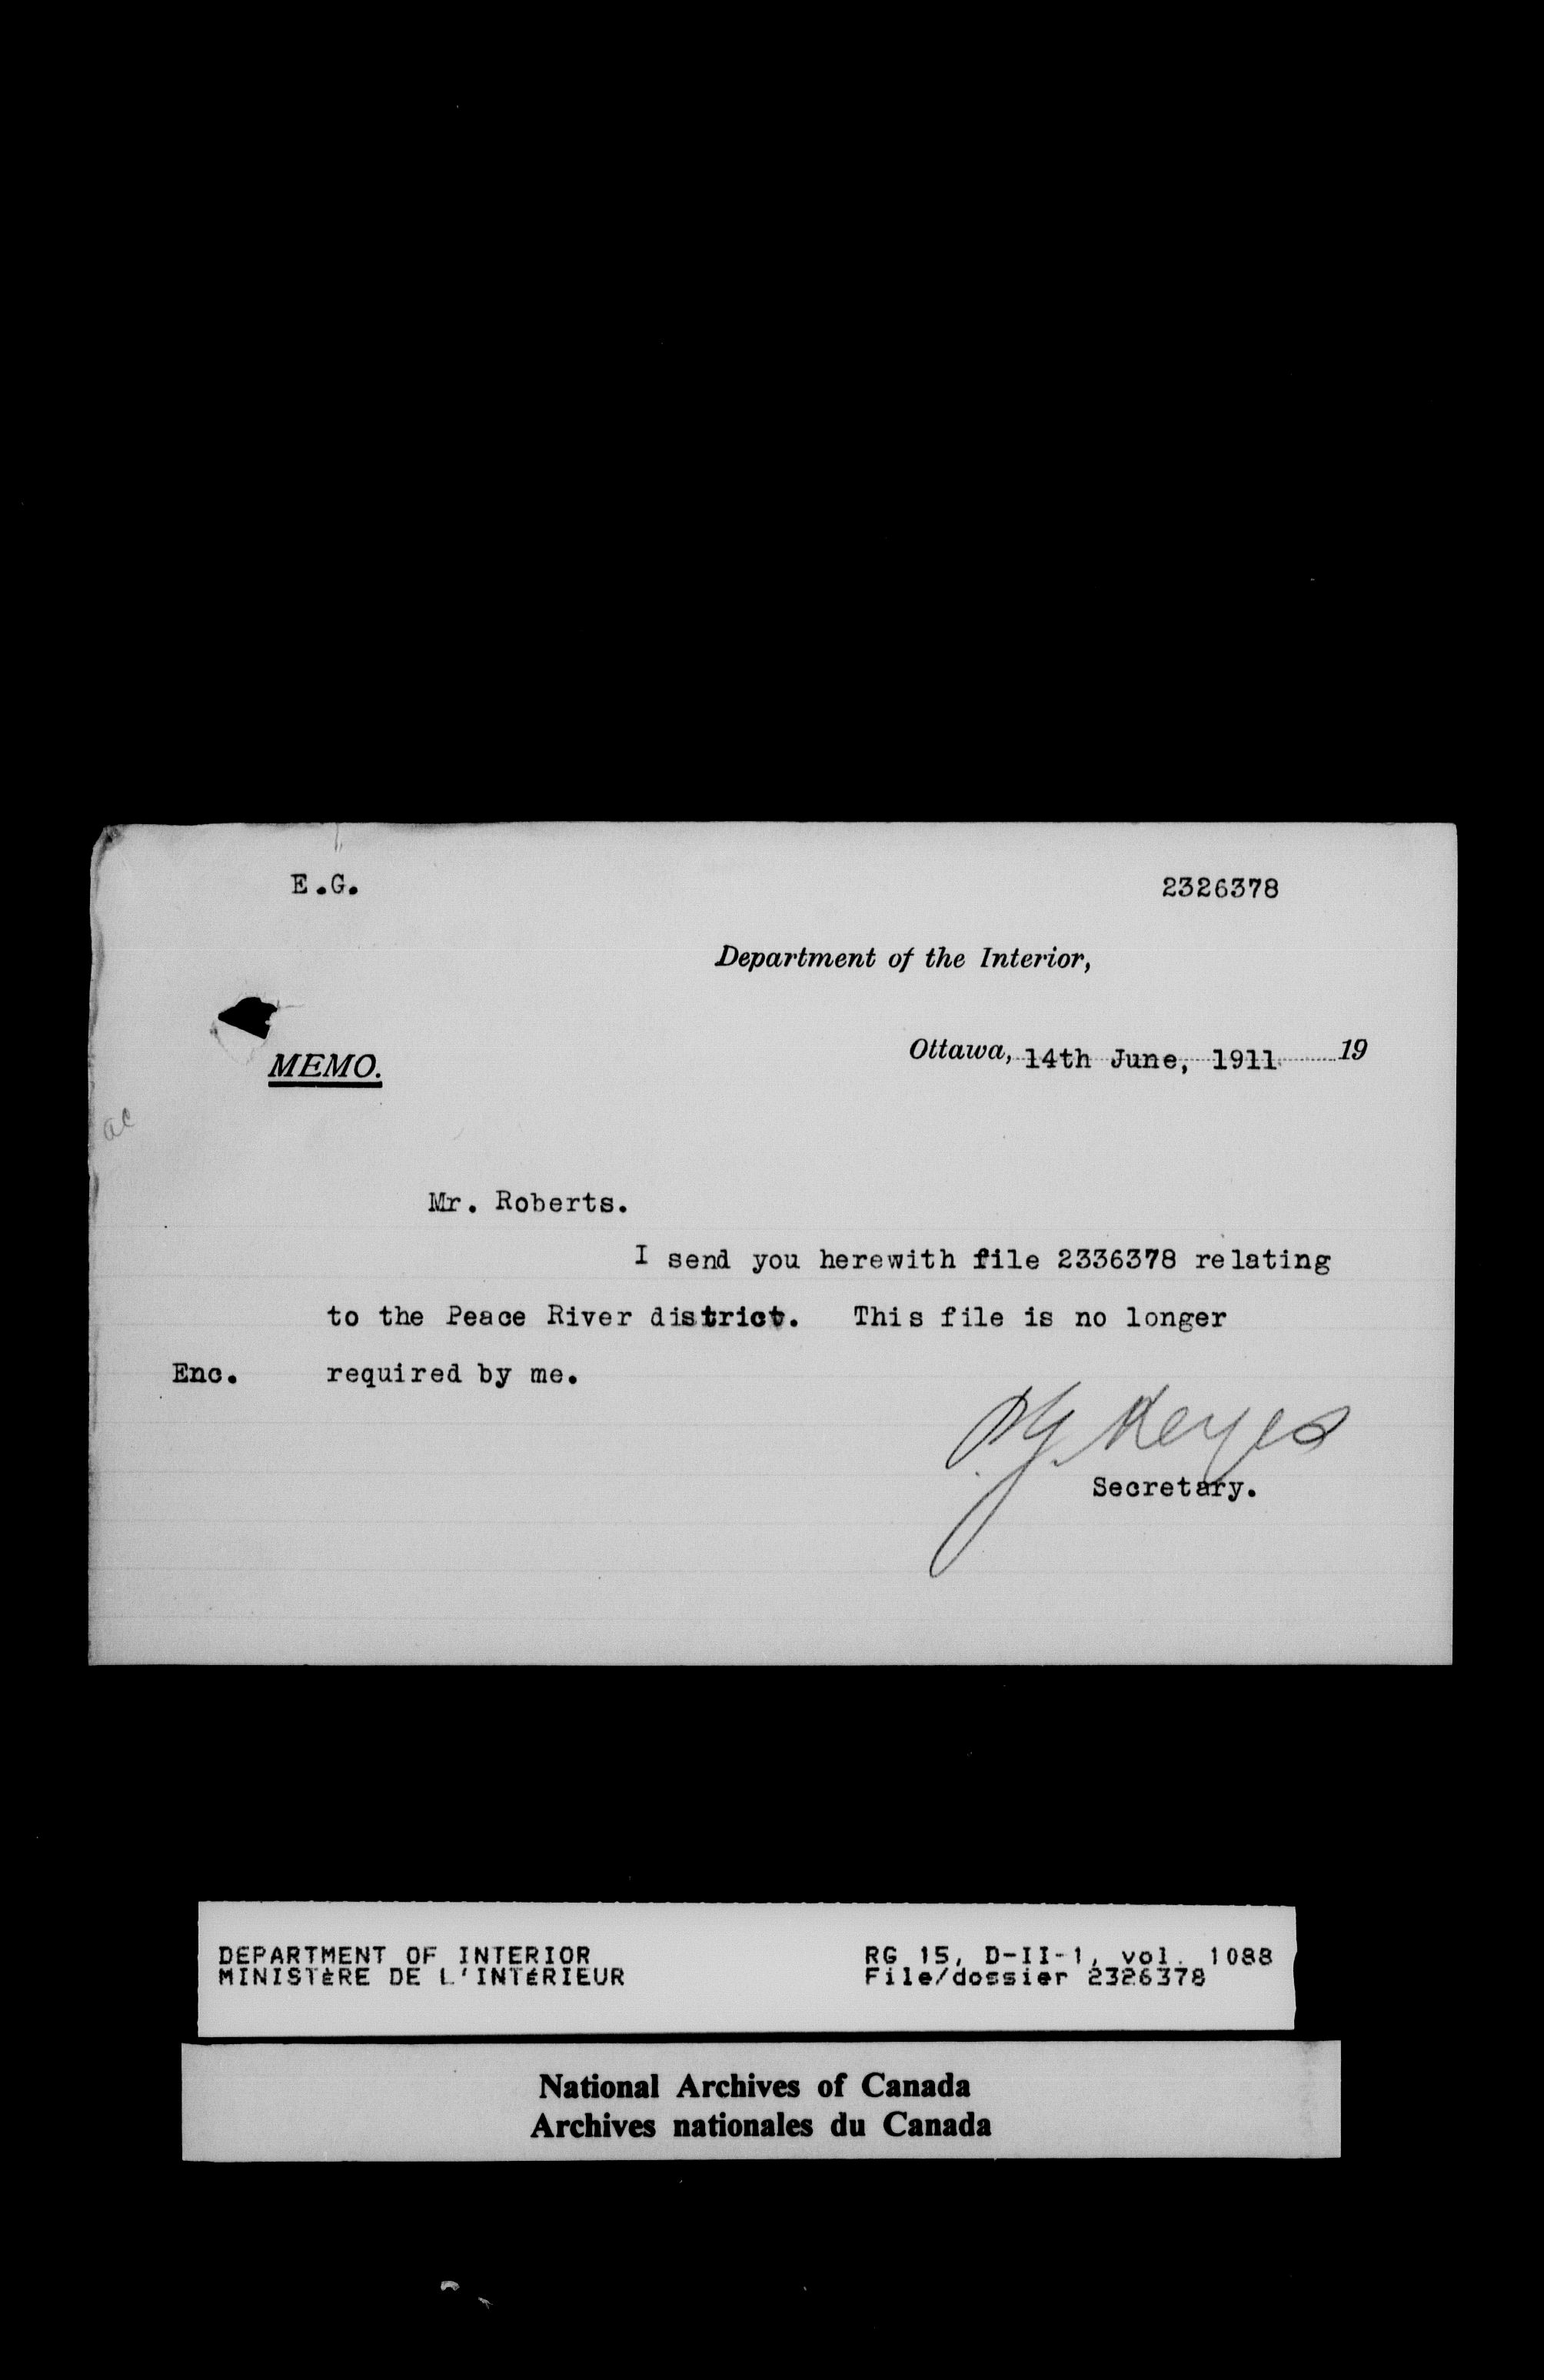 E.G. 2326378
Department of the Interior,
MEMO. Ottawa, 14th June, 1911 19
ac
Mr. Roberts.
I send you herewith file 2336378 relating
to the Peace River district. This file is no longer
Enc. required by me.
P.G. Keyes
Secretary.
DEPARTMENT OF INTERIOR RG 15, D-II-1, vol. 1088
MINISTÈRE DE L'INTÉRIEUR File/dossier 2326378
National Archives of Canada
Archives nationales du Canada